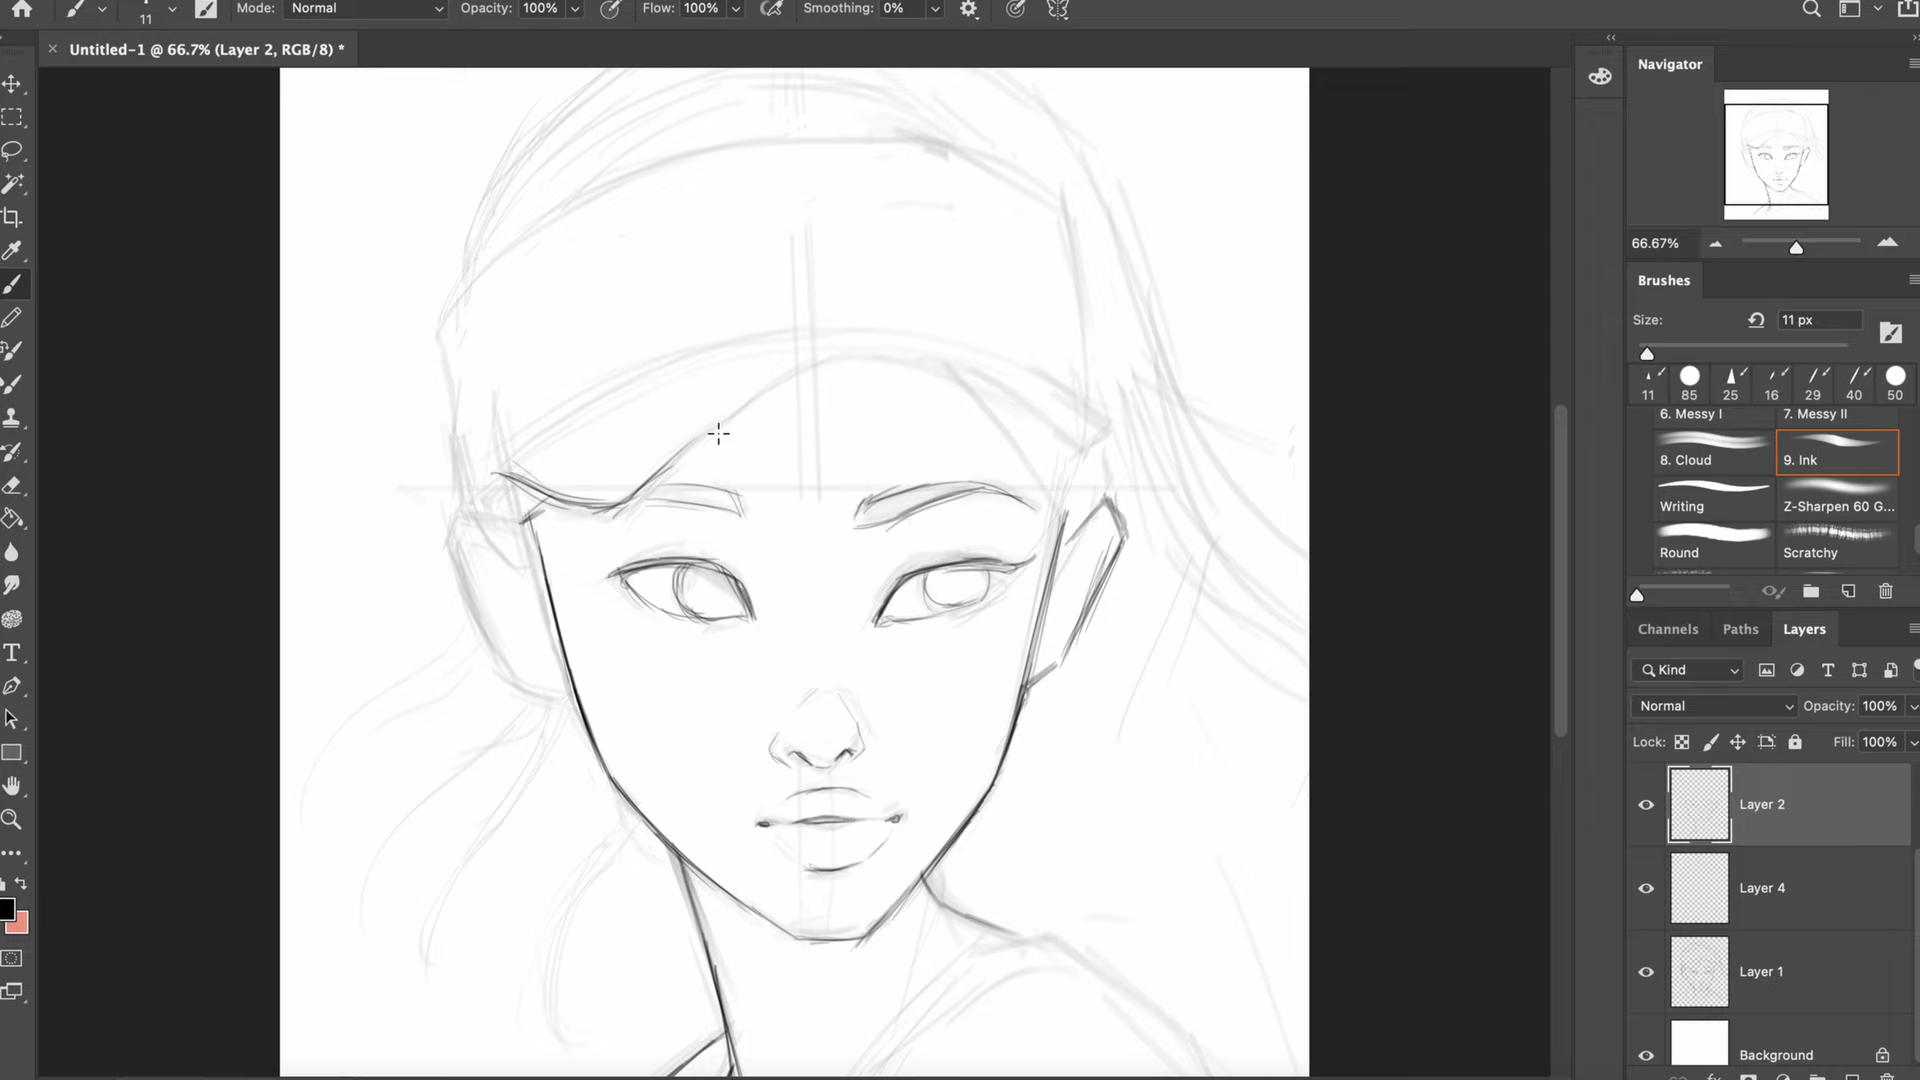 11 Mode: Normal Opacity: 100% Flow: 100% Smoothing: 0%
Untitled-1 @ 66.7% (Layer 2, RGB/8) *
Navigator
66.67%
Brushes
Size: 11 px
11 85 25 16 29 40 50
6. Messy I 7. Messy II
8. Cloud 9. Ink
Writing Z-Sharpen 60 G...
Round Scratchy
Channels Paths Layers
Kind
Normal Opacity: 100%
Lock: Fill: 100%
Layer 2
Layer 4
Layer 1
Background